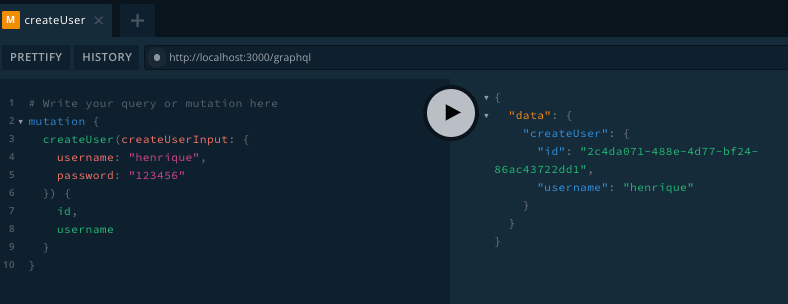 M createUser ✕ +
PRETTIFY HISTORY http://localhost:3000/graphql
1 # Write your query or mutation here
2 mutation {
3 createUser(createUserInput: {
4 username: "henrique",
5 password: "123456"
6 }) {
7 id,
8 username
9 }
10 }
{
"data": {
"createUser": {
"id": "2c4da071-488e-4d77-bf24-
86ac43722dd1",
"username": "henrique"
}
}
}